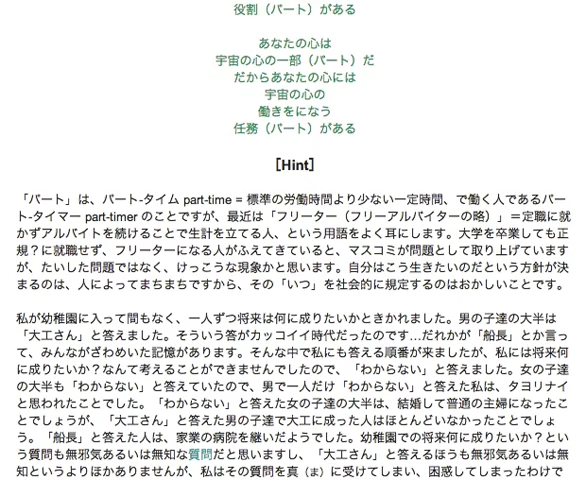 役割（パート）がある
あなたの心は
宇宙の心の一部（パート）だ
だからあなたの心には
宇宙の心の
働きをになう
任務（パート）がある
［Hint］
「パート」は、パート-タイム part-time = 標準の労働時間より少ない一定時間、で働く人であるパー
ト-タイマー part-timer のことですが、最近は「フリーター（フリーアルバイターの略）」＝定職に就
かずアルバイトを続けることで生計を立てる人、という用語をよく耳にします。大学を卒業しても正
規？に就職せず、フリーターになる人がふえてきていると、マスコミが問題として取り上げています
が、たいした問題ではなく、けっこうな現象かと思います。自分はこう生きたいのだという方針が決
まるのは、人によってまちまちですから、その「いつ」を社会的に規定するのはおかしいことです。
私が幼稚園に入って間もなく、一人ずつ将来は何に成りたいかときかれました。男の子達の大半は
「大工さん」と答えました。そういう答がカッコイイ時代だったのです…だれかが「船長」とか言っ
て、みんながざわめいた記憶があります。そんな中で私にも答える順番が来ましたが、私には将来何
に成りたいか？なんて考えることができませんでしたので、「わからない」と答えました。女の子達
の大半も「わからない」と答えていたので、男で一人だけ「わからない」と答えた私は、タヨリナイ
と思われたことでした。「わからない」と答えた女の子達の大半は、結婚して普通の主婦になったこ
とでしょうが、「大工さん」と答えた男の子達で大工に成った人はほとんどいなかったことでしょ
う。「船長」と答えた人は、家業の病院を継いだようでした。幼稚園での将来何に成りたいか？とい
う質問も無邪気あるいは無知な質問だと思いますし、「大工さん」と答えるほうも無邪気あるいは無
知というよりほかありませんが、私はその質問を真（ま）に受けてしまい、困惑してしまったわけで